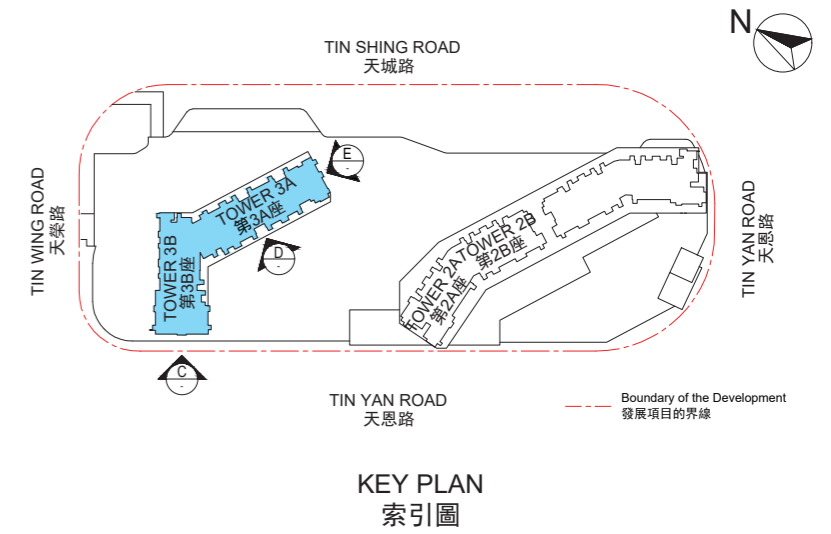 N
TIN SHING ROAD
天城路
TIN WING ROAD
天榮路
E
-
TOWER 3A
第3A座
TOWER 3B
第3B座
D
-
TOWER 2A
第2A座
TOWER 2B
第2B座
TIN YAN ROAD
天恩路
C
-
TIN YAN ROAD
天恩路
Boundary of the Development
發展項目的界線
KEY PLAN
索引圖